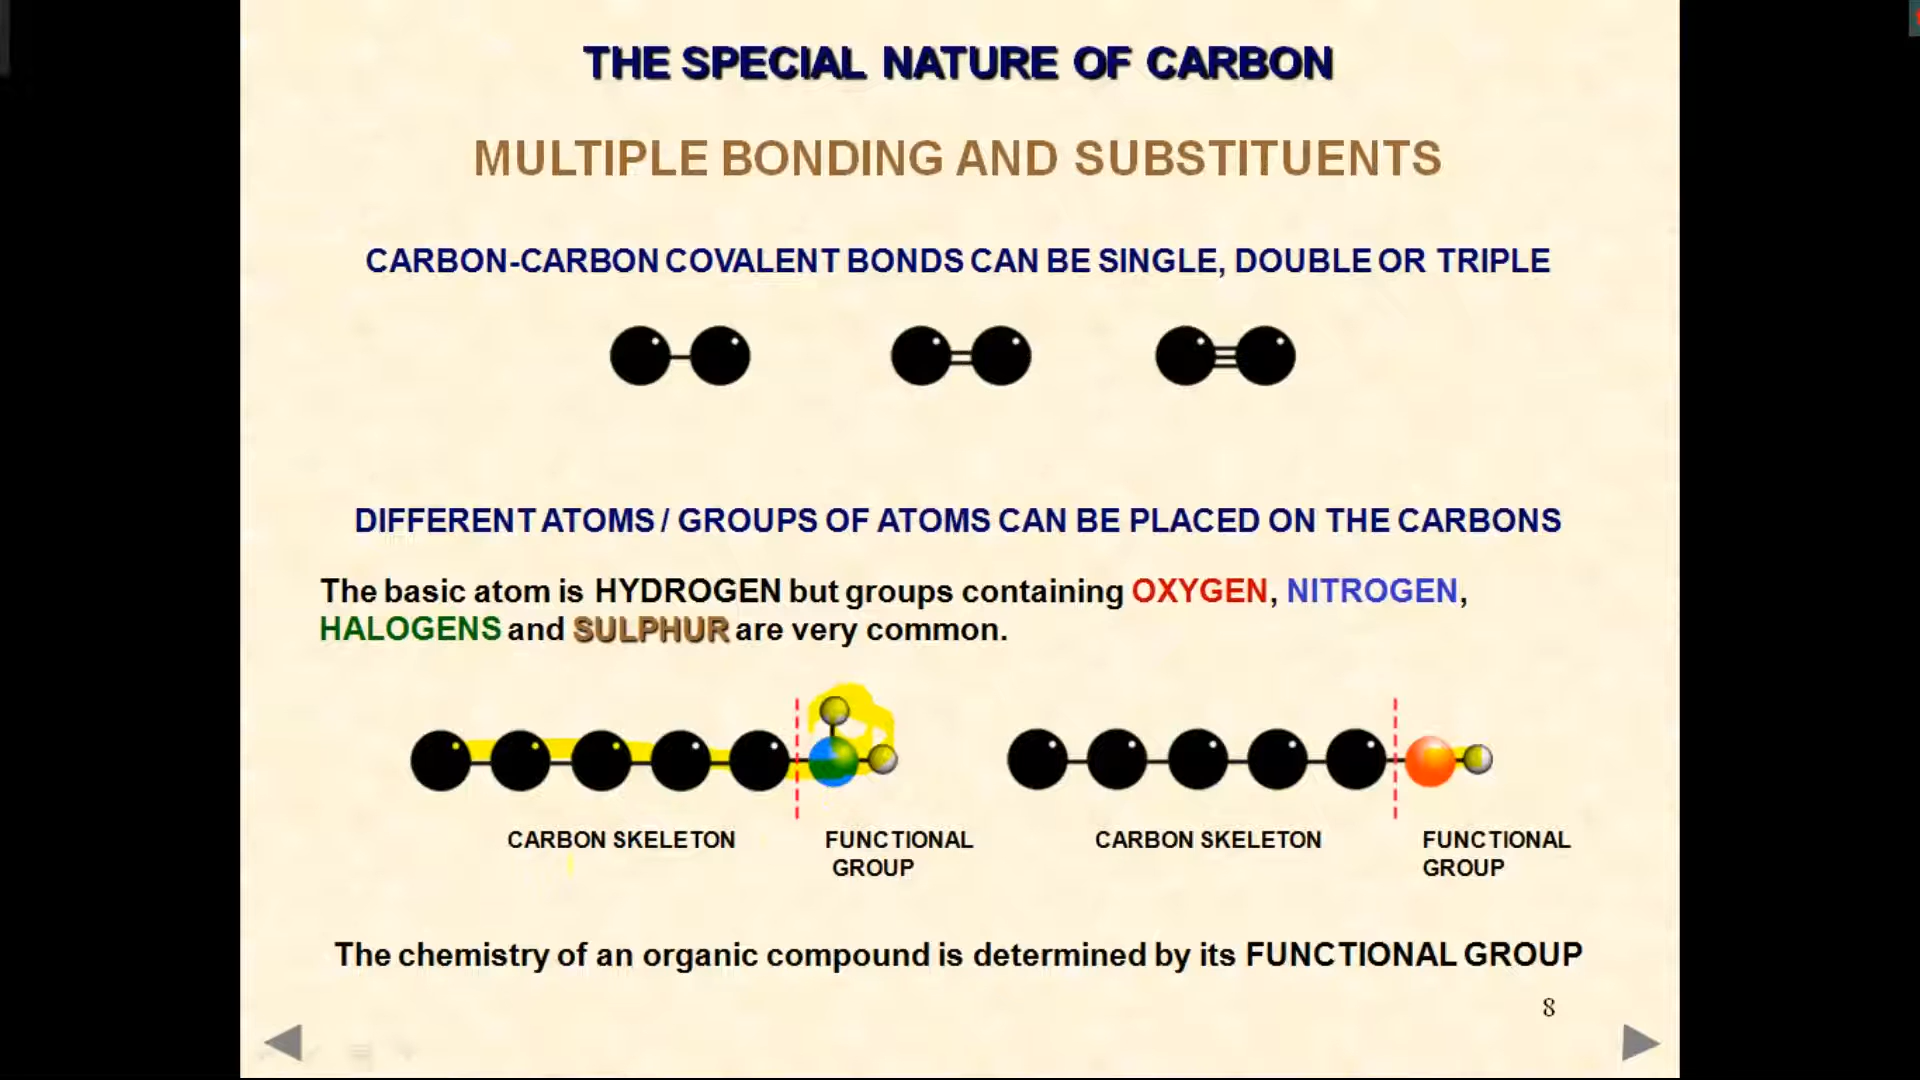 THE SPECIAL NATURE OF CARBON
MULTIPLE BONDING AND SUBSTITUENTS
CARBON-CARBON COVALENT BONDS CAN BE SINGLE, DOUBLE OR TRIPLE
DIFFERENT ATOMS / GROUPS OF ATOMS CAN BE PLACED ON THE CARBONS
The basic atom is HYDROGEN but groups containing OXYGEN, NITROGEN,
HALOGENS and SULPHUR are very common.
CARBON SKELETON
FUNCTIONAL
GROUP
CARBON SKELETON
FUNCTIONAL
GROUP
The chemistry of an organic compound is determined by its FUNCTIONAL GROUP
8